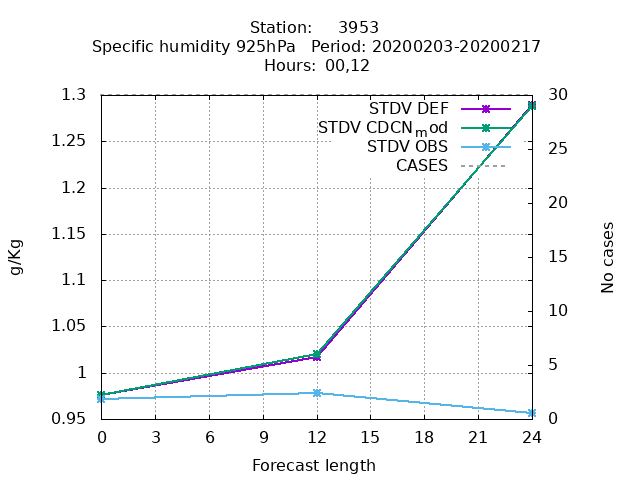 Station: 3953
Specific humidity 925hPa Period: 20200203-20200217
Hours: 00,12
STDV DEF
STDV CDCNmod
STDV OBS
CASES
1.3
1.25
1.2
1.15
1.1
1.05
1
0.95
30
25
20
15
10
5
0
g/Kg
No cases
0 3 6 9 12 15 18 21 24
Forecast length